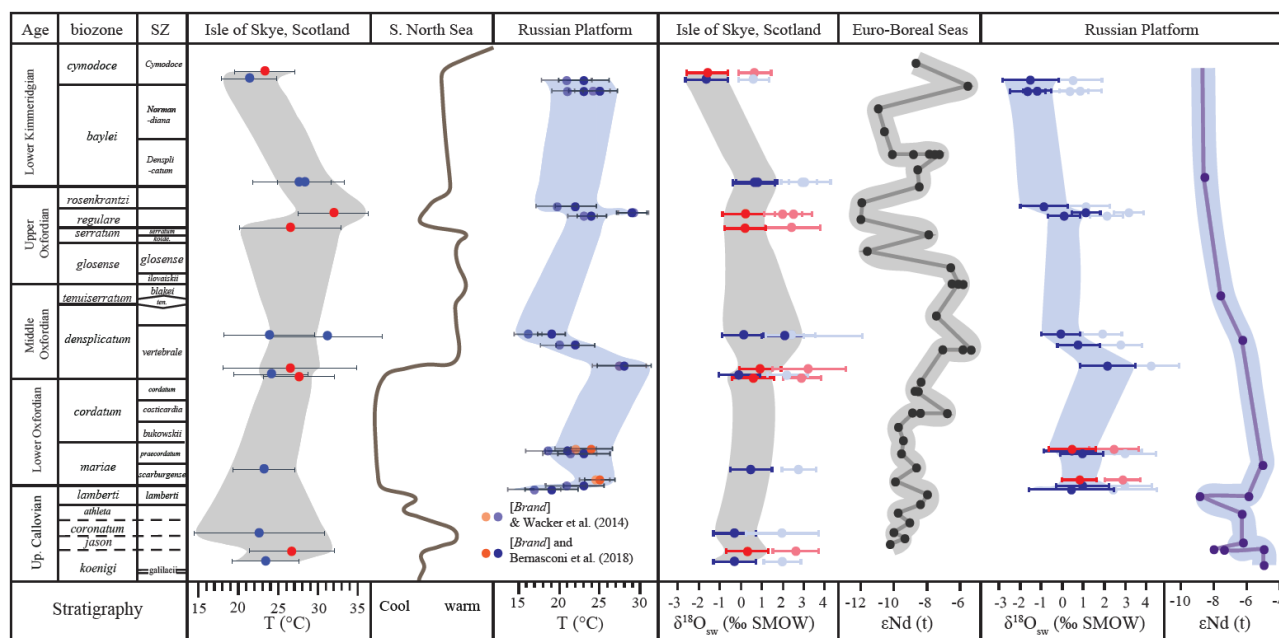 Age biozone SZ Isle of Skye, Scotland S. North Sea Russian Platform Isle of Skye, Scotland Euro-Boreal Seas Russian Platform
Lower Kimmeridgian
cymodoce
Cymodoce
baylei
Norman
-diana
Denspli
-catum
Upper
Oxfordian
rosenkrantzi
regulare
serratum
serratum
koide.
glosense
glosense
ilovaiskii
Middle
Oxfordian
tenuiserratum
blakei
ten.
densplicatum
vertebrale
Lower Oxfordian
cordatum
cordatum
costicardia
bukowskii
mariae
praecordatum
scarburgense
Up. Callovian
lamberti
lamberti
athleta
coronatum
jason
koenigi
galilaeii
[Brand]
& Wacker et al. (2014)
[Brand] and
Bernasconi et al. (2018)
Stratigraphy
15 20 25 30 35
T (°C)
Cool warm
15 20 25 30
T (°C)
-3 -2 -1 0 1 2 3 4
δ¹⁸Osw (‰ SMOW)
-12 -10 -8 -6
εNd (t)
-3 -2 -1 0 1 2 3 4
δ¹⁸Osw (‰ SMOW)
-10 -8 -6
εNd (t)